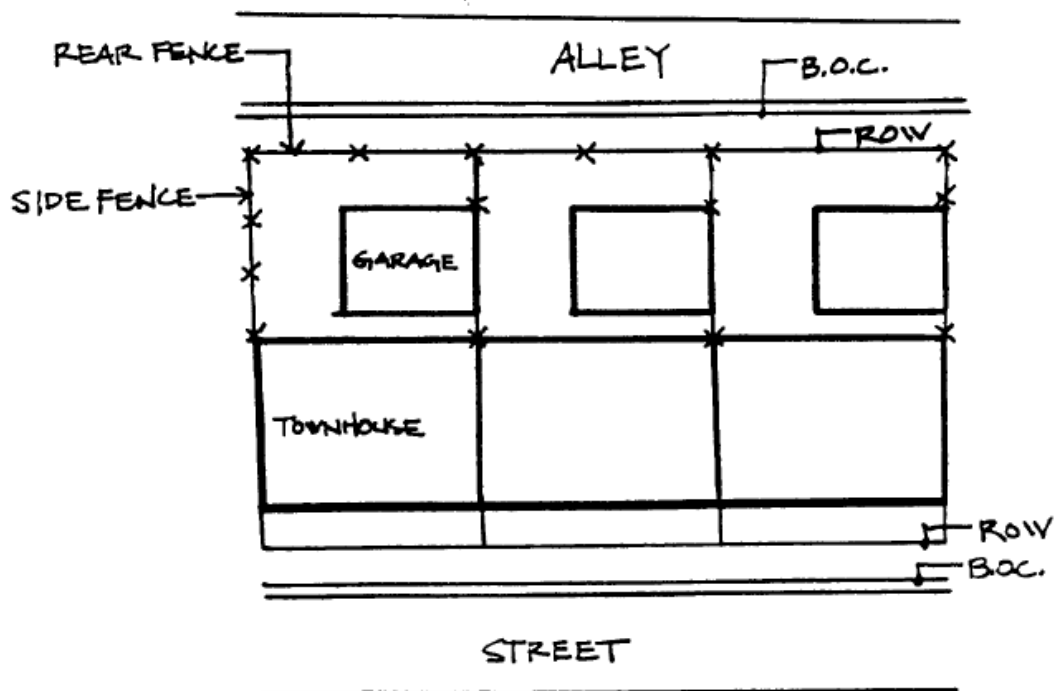 REAR FENCE
ALLEY
B.O.C.
ROW
SIDE FENCE
GARAGE
TOWNHOUSE
ROW
B.O.C.
STREET